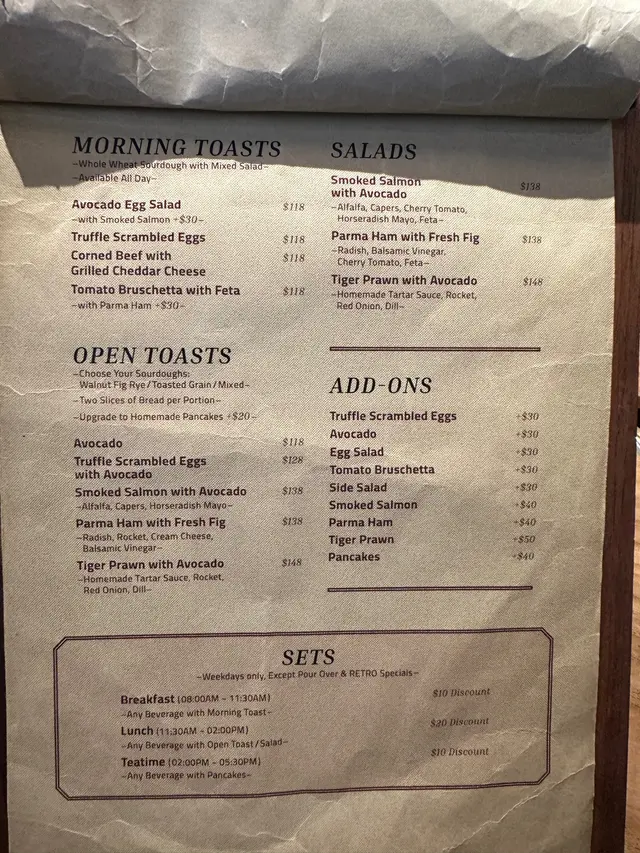 MORNING TOASTS
~Whole Wheat Sourdough with Mixed Salad~
~Available All Day~
Avocado Egg Salad $118
~with Smoked Salmon +$30~
Truffle Scrambled Eggs $118
Corned Beef with $118
Grilled Cheddar Cheese
Tomato Bruschetta with Feta $118
~with Parma Ham +$30~
OPEN TOASTS
~Choose Your Sourdoughs:
Walnut Fig Rye / Toasted Grain / Mixed~
~Two Slices of Bread per Portion~
~Upgrade to Homemade Pancakes +$20~
Avocado $118
Truffle Scrambled Eggs $128
with Avocado
Smoked Salmon with Avocado $138
~Alfalfa, Capers, Horseradish Mayo~
Parma Ham with Fresh Fig $138
~Radish, Rocket, Cream Cheese,
Balsamic Vinegar~
Tiger Prawn with Avocado $148
~Homemade Tartar Sauce, Rocket,
Red Onion, Dill~
SALADS
Smoked Salmon $138
with Avocado
~Alfalfa, Capers, Cherry Tomato,
Horseradish Mayo, Feta~
Parma Ham with Fresh Fig $138
~Radish, Balsamic Vinegar,
Cherry Tomato, Feta~
Tiger Prawn with Avocado $148
~Homemade Tartar Sauce, Rocket,
Red Onion, Dill~
ADD-ONS
Truffle Scrambled Eggs +$30
Avocado +$30
Egg Salad +$30
Tomato Bruschetta +$30
Side Salad +$30
Smoked Salmon +$40
Parma Ham +$40
Tiger Prawn +$50
Pancakes +$40
SETS
~Weekdays only, Except Pour Over & RETRO Specials~
Breakfast (08:00AM - 11:30AM) $10 Discount
~Any Beverage with Morning Toast~
Lunch (11:30AM - 02:00PM) $20 Discount
~Any Beverage with Open Toast / Salad~
Teatime (02:00PM - 05:30PM) $10 Discount
~Any Beverage with Pancakes~